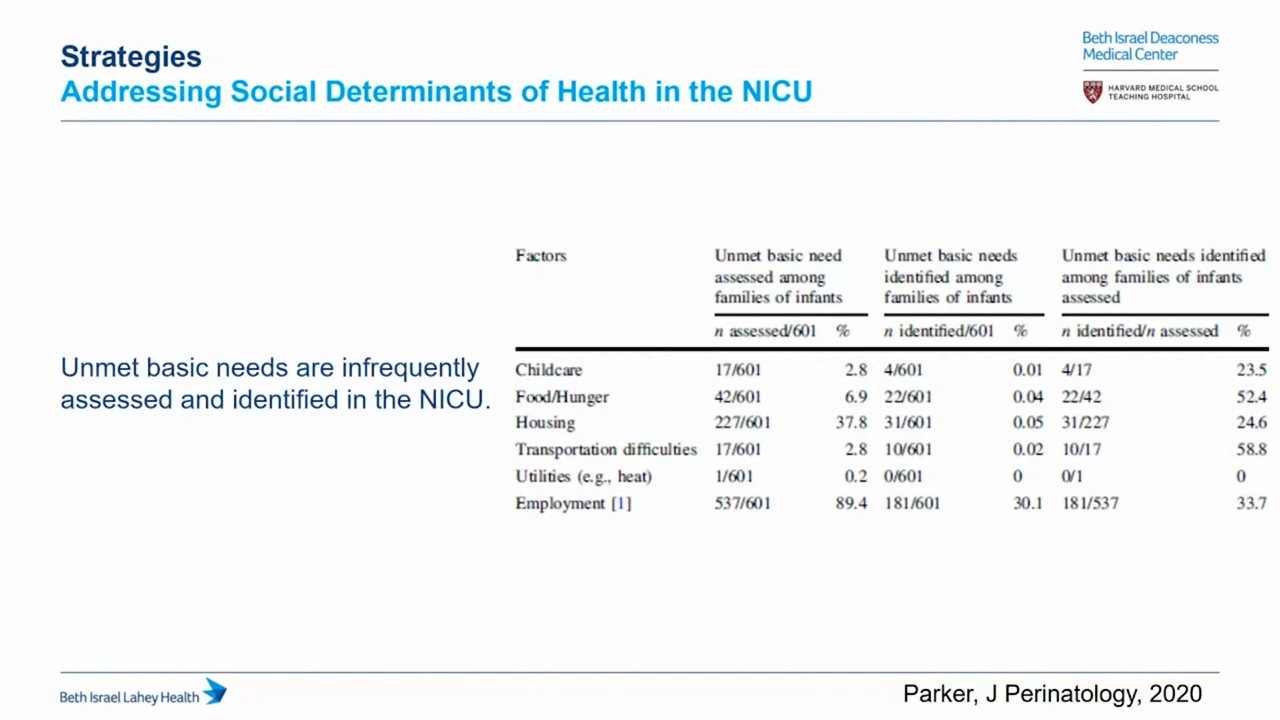 Strategies
Addressing Social Determinants of Health in the NICU
Beth Israel Deaconess
Medical Center
HARVARD MEDICAL SCHOOL
TEACHING HOSPITAL
Unmet basic needs are infrequently
assessed and identified in the NICU.
Factors Unmet basic need Unmet basic needs Unmet basic needs identified
assessed among identified among among families of infants
families of infants families of infants assessed
n assessed/601 % n identified/601 % n identified/n assessed %
Childcare 17/601 2.8 4/601 0.01 4/17 23.5
Food/Hunger 42/601 6.9 22/601 0.04 22/42 52.4
Housing 227/601 37.8 31/601 0.05 31/227 24.6
Transportation difficulties 17/601 2.8 10/601 0.02 10/17 58.8
Utilities (e.g., heat) 1/601 0.2 0/601 0 0/1 0
Employment [1] 537/601 89.4 181/601 30.1 181/537 33.7
Beth Israel Lahey Health
Parker, J Perinatology, 2020